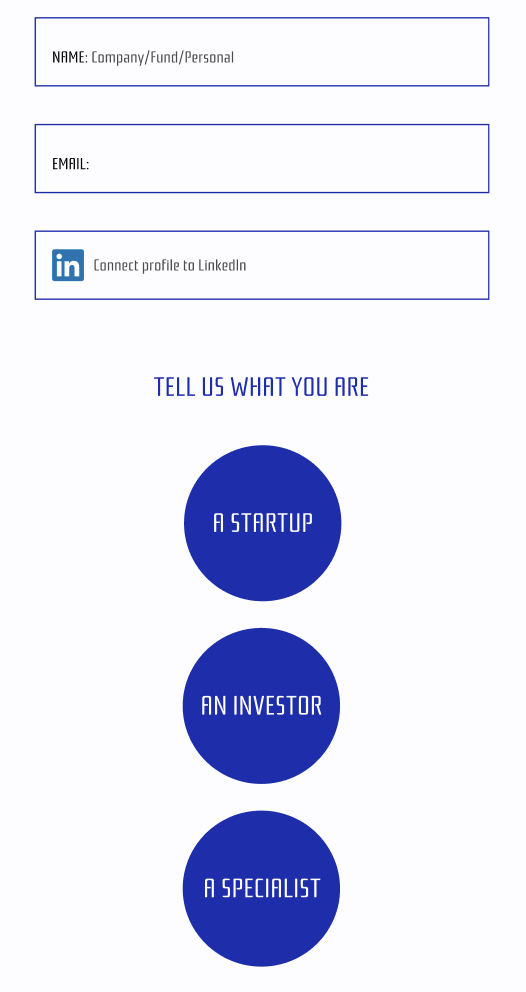 NAME: Company/Fund/Personal
EMAIL:
in Connect profile to LinkedIn
TELL US WHAT YOU ARE
A STARTUP
AN INVESTOR
A SPECIALIST